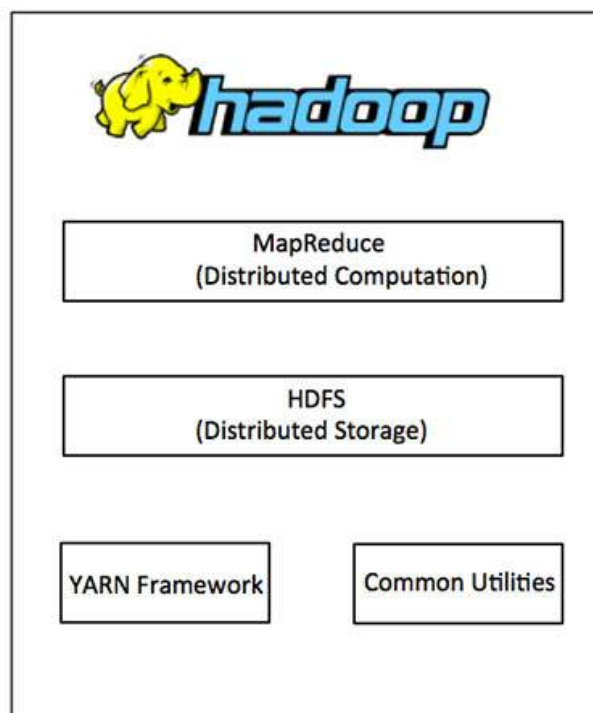 hadoop
MapReduce
(Distributed Computation)
HDFS
(Distributed Storage)
YARN Framework
Common Utilities